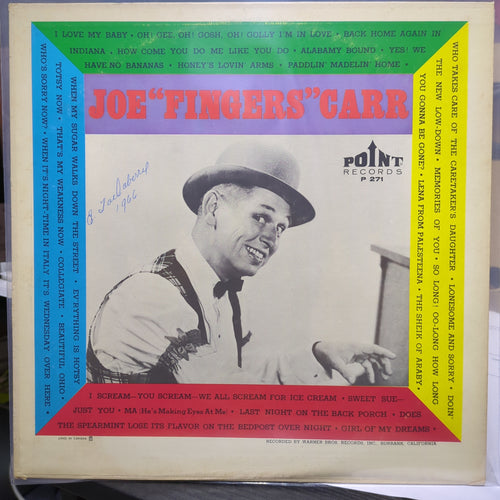 I LOVE MY BABY • OH! GEE, OH! GOSH, OH! GOLLY I'M IN LOVE • BACK HOME AGAIN IN
INDIANA • HOW COME YOU DO ME LIKE YOU DO • ALABAMY BOUND • YES! WE
HAVE NO BANANAS • HONEY'S LOVIN' ARMS • PADDLIN' MADELIN' HOME •
JOE "FINGERS" CARR
POINT
RECORDS
P 271
1966
WHO TAKES CARE OF THE CARETAKER'S DAUGHTER • LONESOME AND SORRY • DOIN'
THE NEW LOW-DOWN • MEMORIES OF YOU • SO LONG! OO-LONG HOW LONG
YOU GONNA BE GONE? • LENA FROM PALESTEENA • THE SHEIK OF ARABY •
I SCREAM—YOU SCREAM—WE ALL SCREAM FOR ICE CREAM • SWEET SUE—
JUST YOU • MA (He's Making Eyes At Me) • LAST NIGHT ON THE BACK PORCH • DOES
THE SPEARMINT LOSE ITS FLAVOR ON THE BEDPOST OVER NIGHT • GIRL OF MY DREAMS •
WHEN MY SUGAR WALKS DOWN THE STREET • EV'RYTHING IS HOTSY
TOTSY NOW • THAT'S MY WEAKNESS NOW • COLLEGIATE • BEAUTIFUL OHIO •
WHO'S SORRY NOW? • WHEN IT'S NIGHT-TIME IN ITALY IT'S WEDNESDAY OVER HERE •
RECORDED BY WARNER BROS. RECORDS, INC., BURBANK, CALIFORNIA